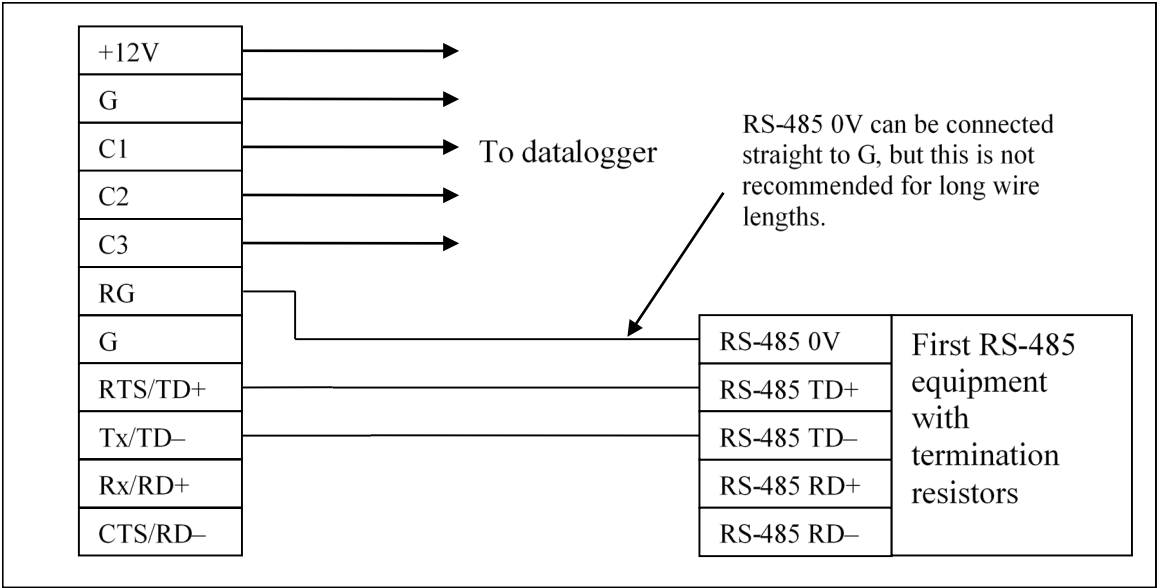 +12V
G
C1
C2
C3
RG
G
RTS/TD+
Tx/TD–
Rx/RD+
CTS/RD–
To datalogger
RS-485 0V can be connected
straight to G, but this is not
recommended for long wire
lengths.
RS-485 0V
RS-485 TD+
RS-485 TD–
RS-485 RD+
RS-485 RD–
First RS-485
equipment
with
termination
resistors